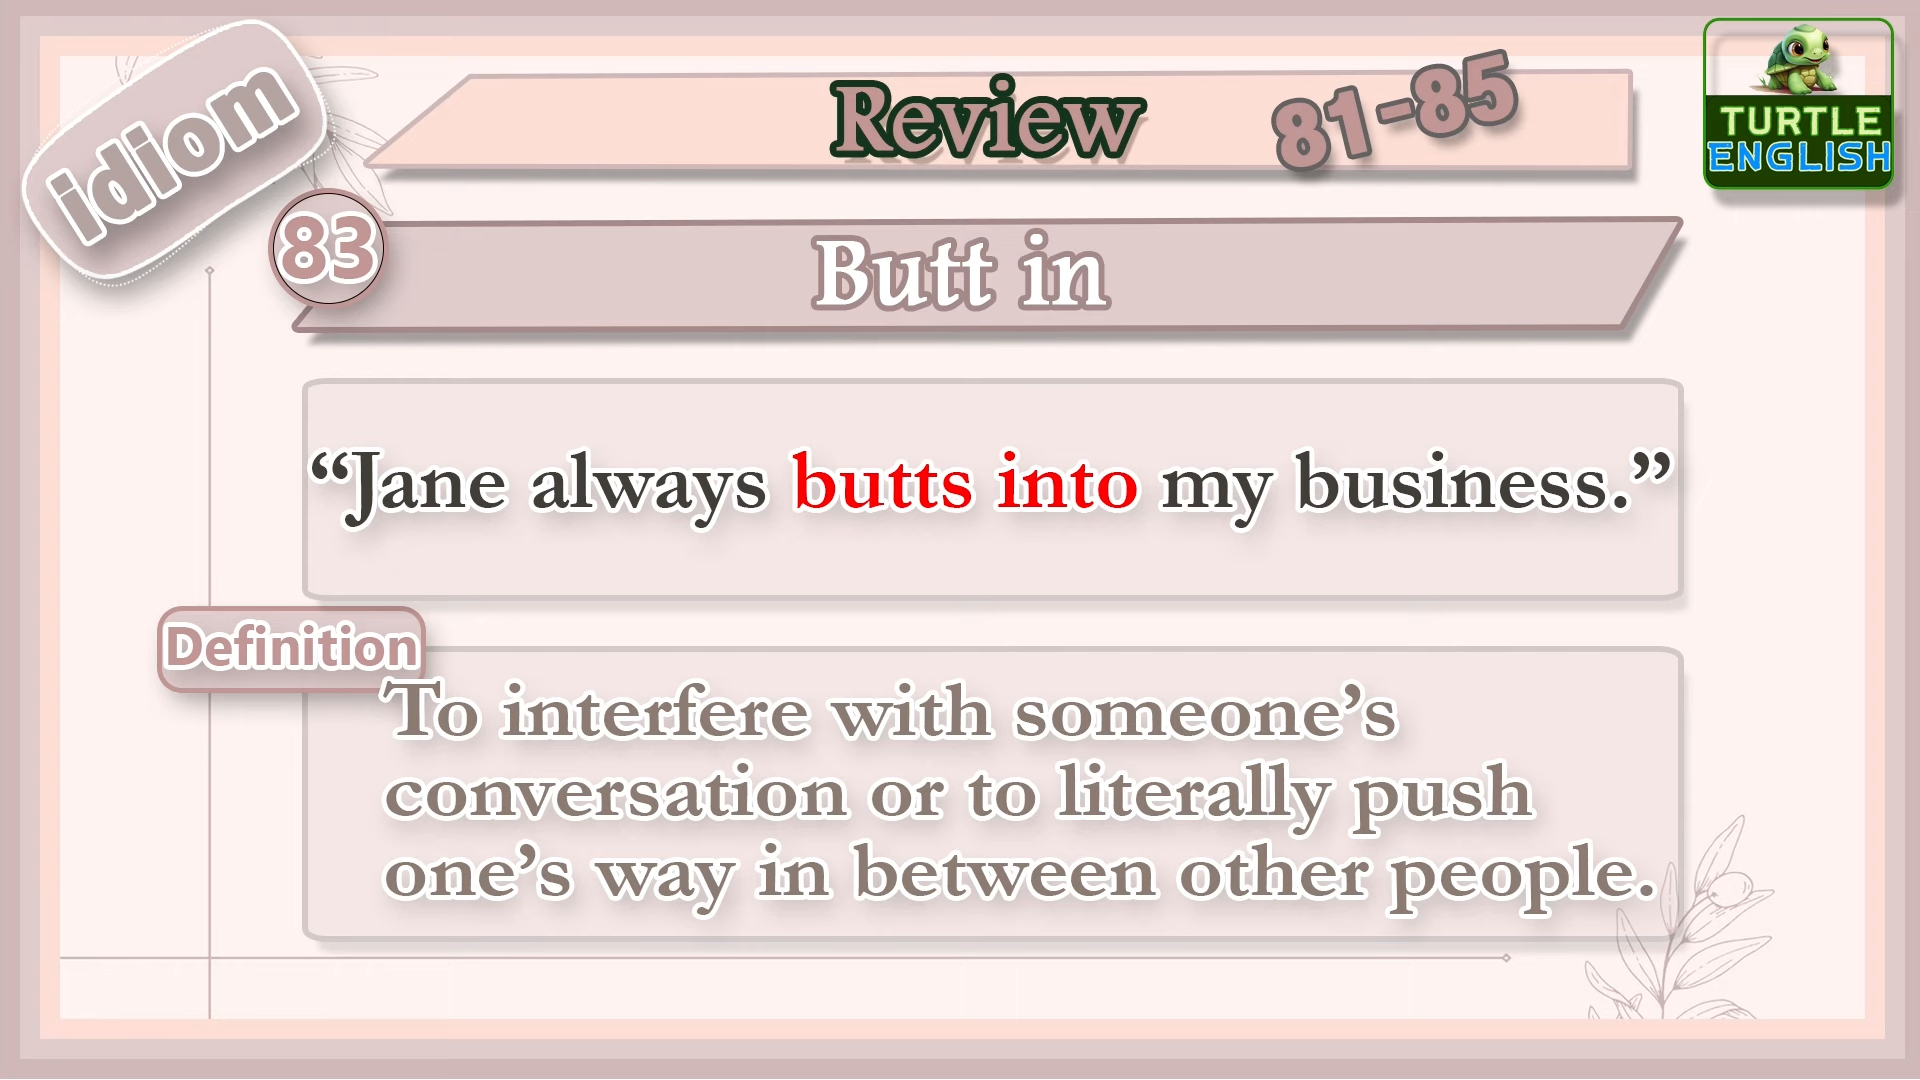 idiom
Review 81-85
TURTLE
ENGLISH
83
Butt in
“Jane always butts into my business.”
Definition
To interfere with someone’s
conversation or to literally push
one’s way in between other people.